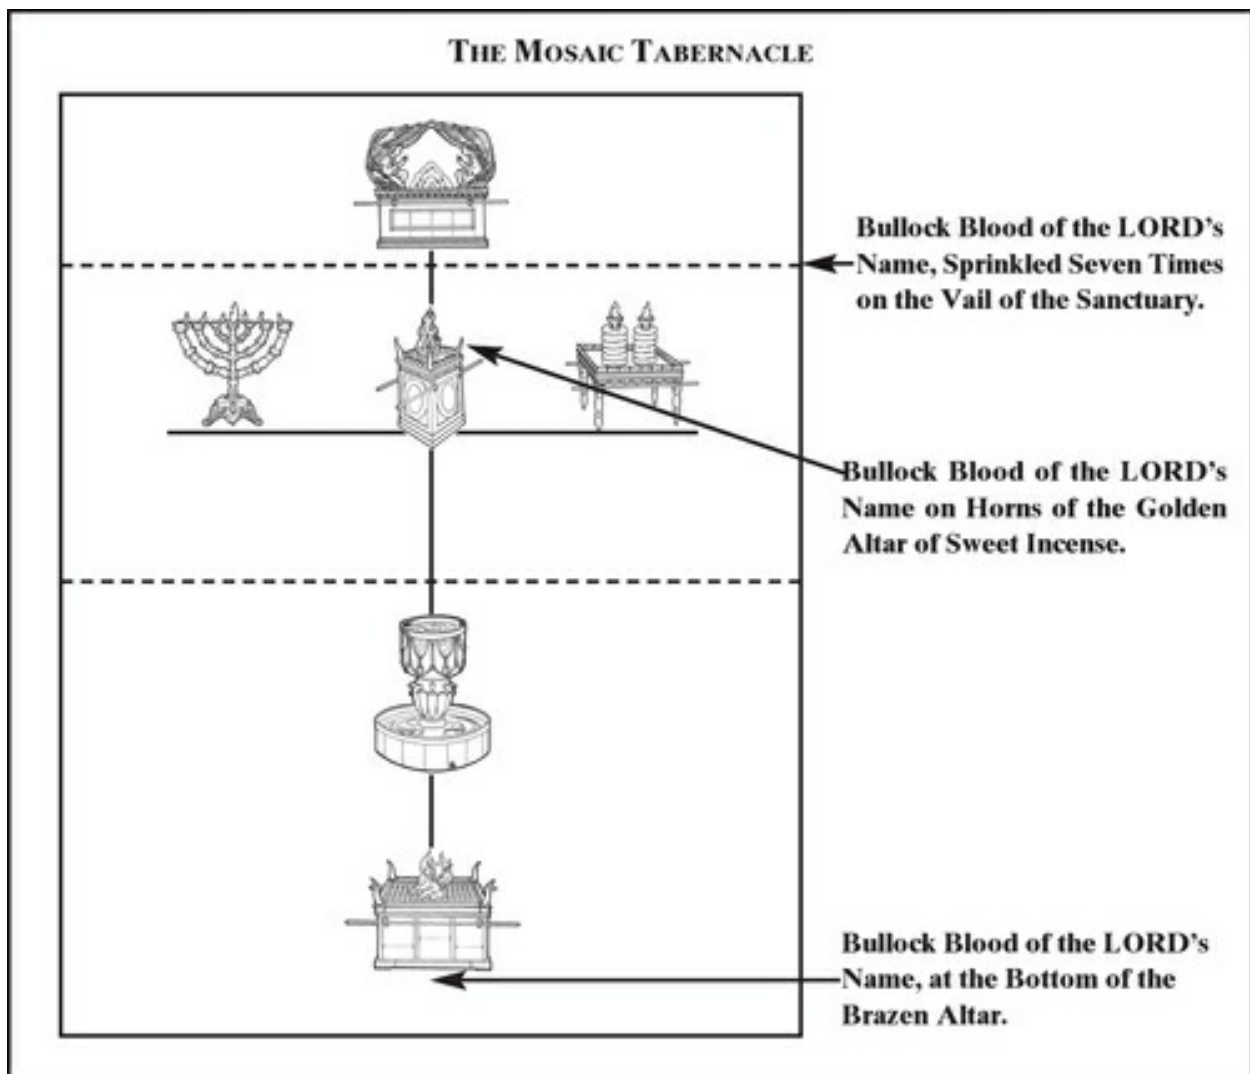 THE MOSAIC TABERNACLE
Bullock Blood of the LORD's
Name, Sprinkled Seven Times
on the Vail of the Sanctuary.
Bullock Blood of the LORD's
Name on Horns of the Golden
Altar of Sweet Incense.
Bullock Blood of the LORD's
Name, at the Bottom of the
Brazen Altar.